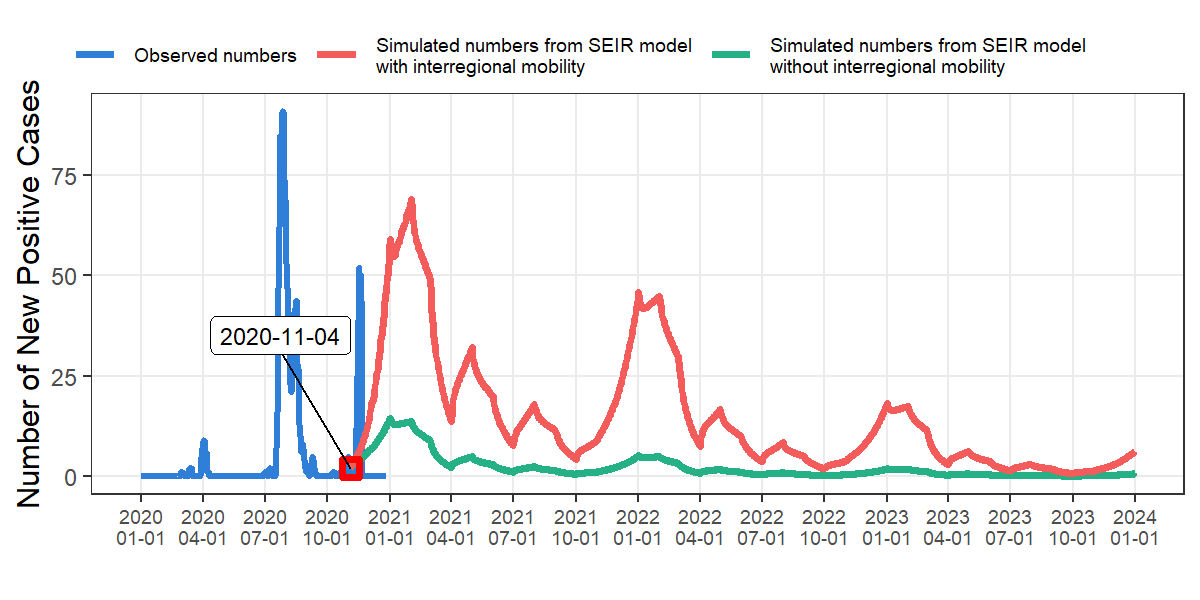 Observed numbers
Simulated numbers from SEIR model
with interregional mobility
Simulated numbers from SEIR model
without interregional mobility
Number of New Positive Cases
75
50
25
0
2020-11-04
2020 2020 2020 2020 2021 2021 2021 2021 2022 2022 2022 2022 2023 2023 2023 2023 2024
01-01 04-01 07-01 10-01 01-01 04-01 07-01 10-01 01-01 04-01 07-01 10-01 01-01 04-01 07-01 10-01 01-01